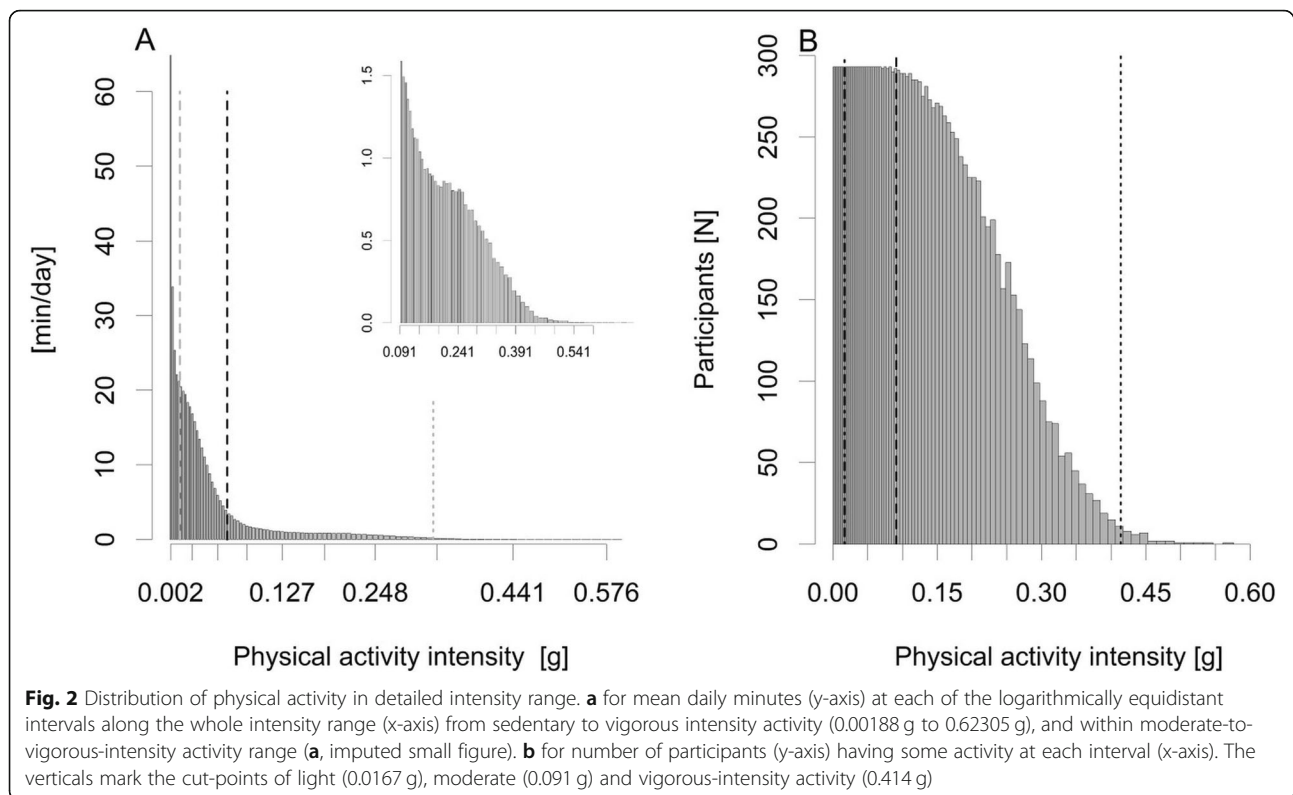 A
B
[min/day]
60
50
40
30
20
10
0
1.5
1.0
0.5
0.0
0.091 0.241 0.391 0.541
0.002 0.127 0.248 0.441 0.576
Physical activity intensity [g]
Participants [N]
300
250
200
150
100
50
0
0.00 0.15 0.30 0.45 0.60
Physical activity intensity [g]
Fig. 2 Distribution of physical activity in detailed intensity range. a for mean daily minutes (y-axis) at each of the logarithmically equidistant
intervals along the whole intensity range (x-axis) from sedentary to vigorous intensity activity (0.00188 g to 0.62305 g), and within moderate-to-
vigorous-intensity activity range (a, imputed small figure). b for number of participants (y-axis) having some activity at each interval (x-axis). The
verticals mark the cut-points of light (0.0167 g), moderate (0.091 g) and vigorous-intensity activity (0.414 g)